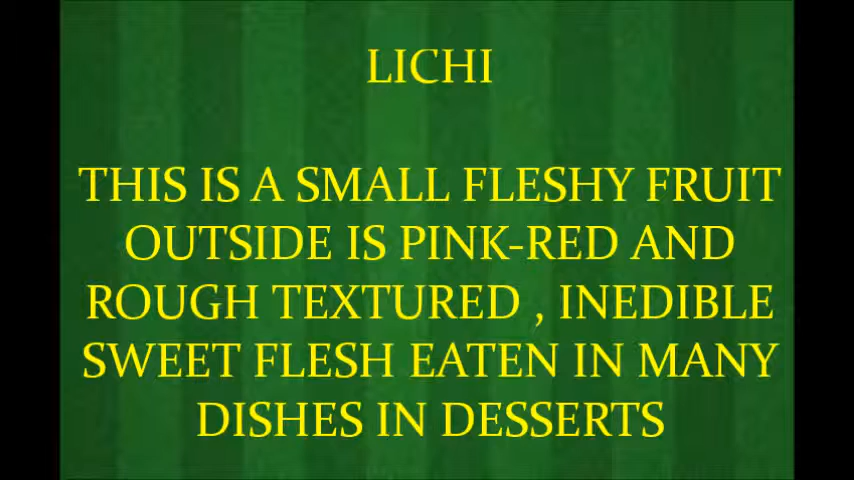 LICHI
THIS IS A SMALL FLESHY FRUIT
OUTSIDE IS PINK-RED AND
ROUGH TEXTURED , INEDIBLE
SWEET FLESH EATEN IN MANY
DISHES IN DESSERTS